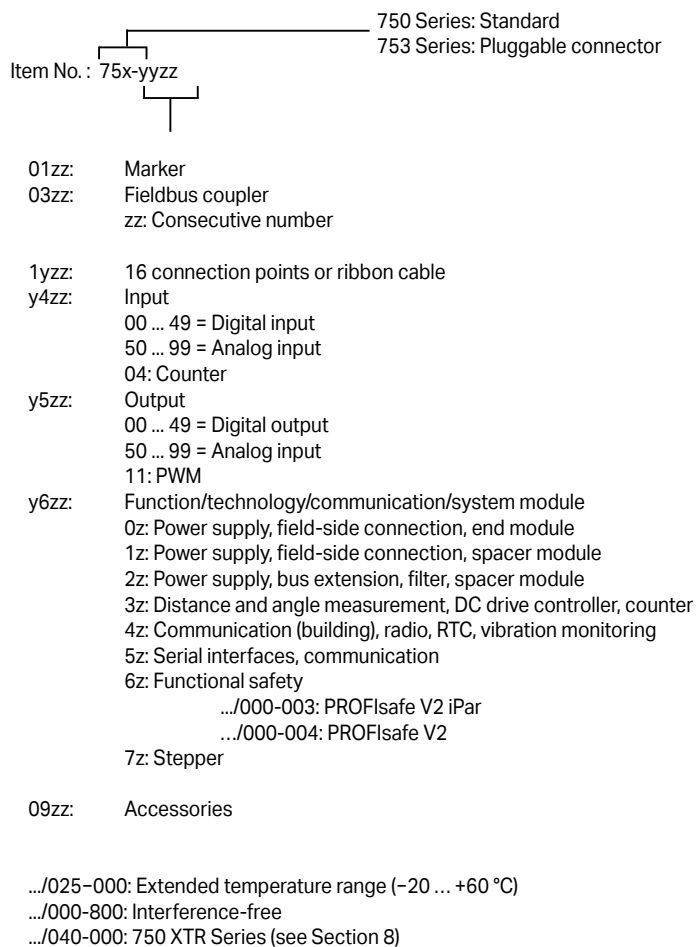 750 Series: Standard
753 Series: Pluggable connector
Item No. : 75x-yyzz
01zz: Marker
03zz: Fieldbus coupler
zz: Consecutive number
1yzz: 16 connection points or ribbon cable
y4zz: Input
00 ... 49 = Digital input
50 ... 99 = Analog input
04: Counter
y5zz: Output
00 ... 49 = Digital output
50 ... 99 = Analog input
11: PWM
y6zz: Function/technology/communication/system module
0z: Power supply, field-side connection, end module
1z: Power supply, field-side connection, spacer module
2z: Power supply, bus extension, filter, spacer module
3z: Distance and angle measurement, DC drive controller, counter
4z: Communication (building), radio, RTC, vibration monitoring
5z: Serial interfaces, communication
6z: Functional safety
.../000-003: PROFIsafe V2 iPar
…/000-004: PROFIsafe V2
7z: Stepper
09zz: Accessories
.../025−000: Extended temperature range (−20 … +60 °C)
.../000-800: Interference-free
.../040-000: 750 XTR Series (see Section 8)